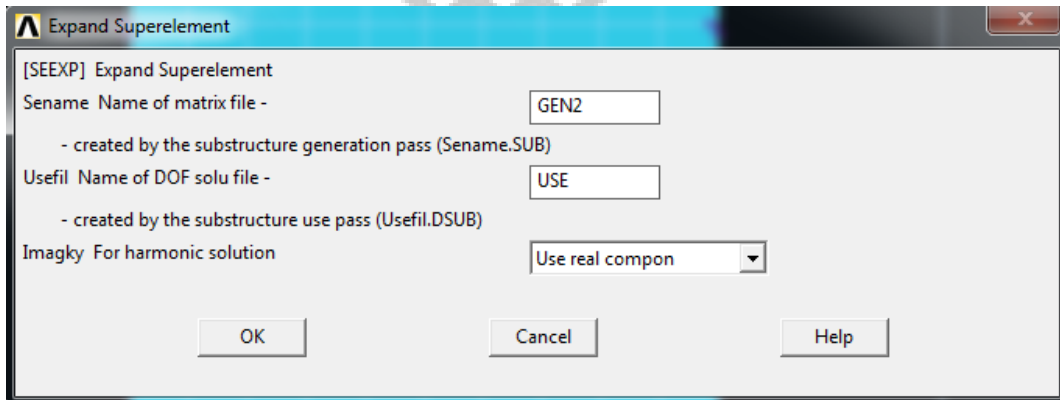 Expand Superelement
[SEEXP] Expand Superelement
Sename Name of matrix file -
GEN2
- created by the substructure generation pass (Sename.SUB)
Usefil Name of DOF solu file -
USE
- created by the substructure use pass (Usefil.DSUB)
Imagky For harmonic solution
Use real compon
OK Cancel Help